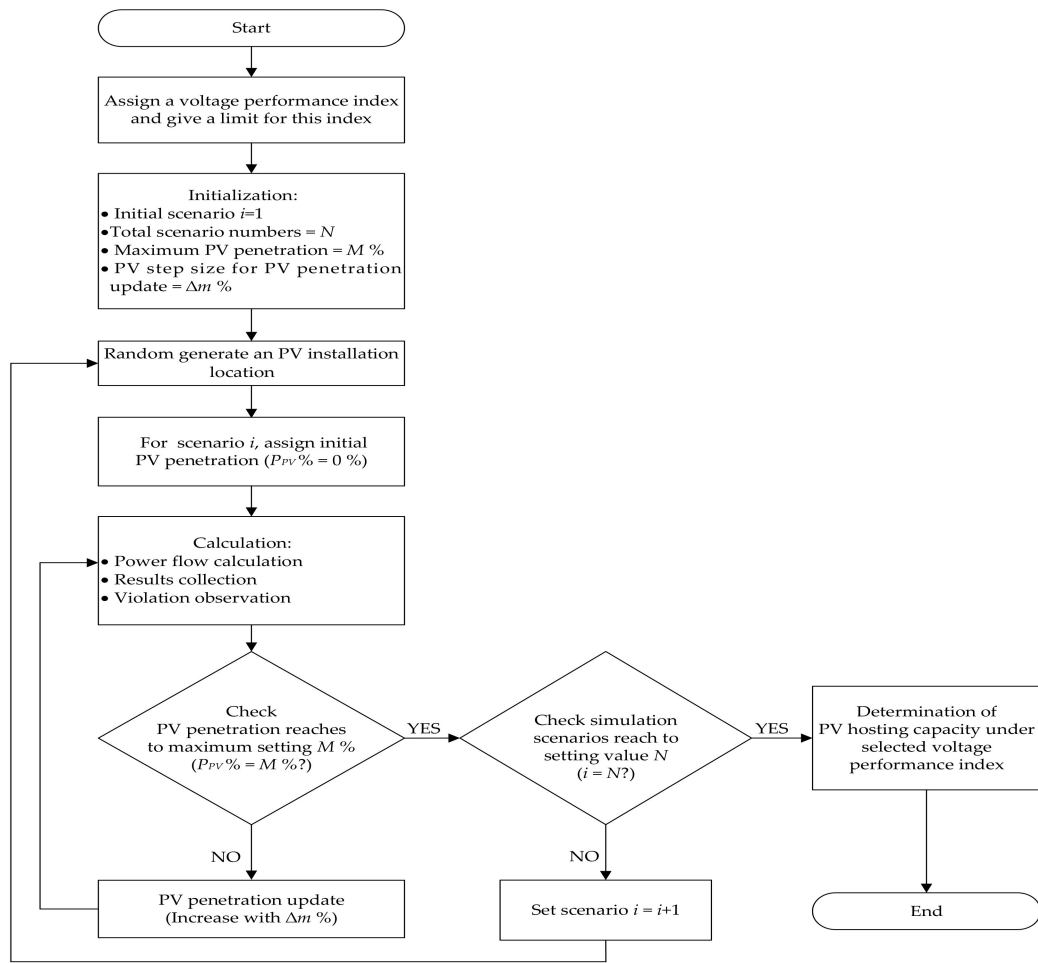 Start
Assign a voltage performance index
and give a limit for this index
Initialization:
• Initial scenario i=1
•Total scenario numbers = N
• Maximum PV penetration = M %
• PV step size for PV penetration
update = Δm %
Random generate an PV installation
location
For scenario i, assign initial
PV penetration (PPV% = 0 %)
Calculation:
• Power flow calculation
• Results collection
• Violation observation
Check
PV penetration reaches
to maximum setting M %
(PPV% = M %?)
YES
NO
PV penetration update
(Increase with Δm %)
Check simulation
scenarios reach to
setting value N
(i = N?)
YES
NO
Set scenario i = i+1
Determination of
PV hosting capacity under
selected voltage
performance index
End